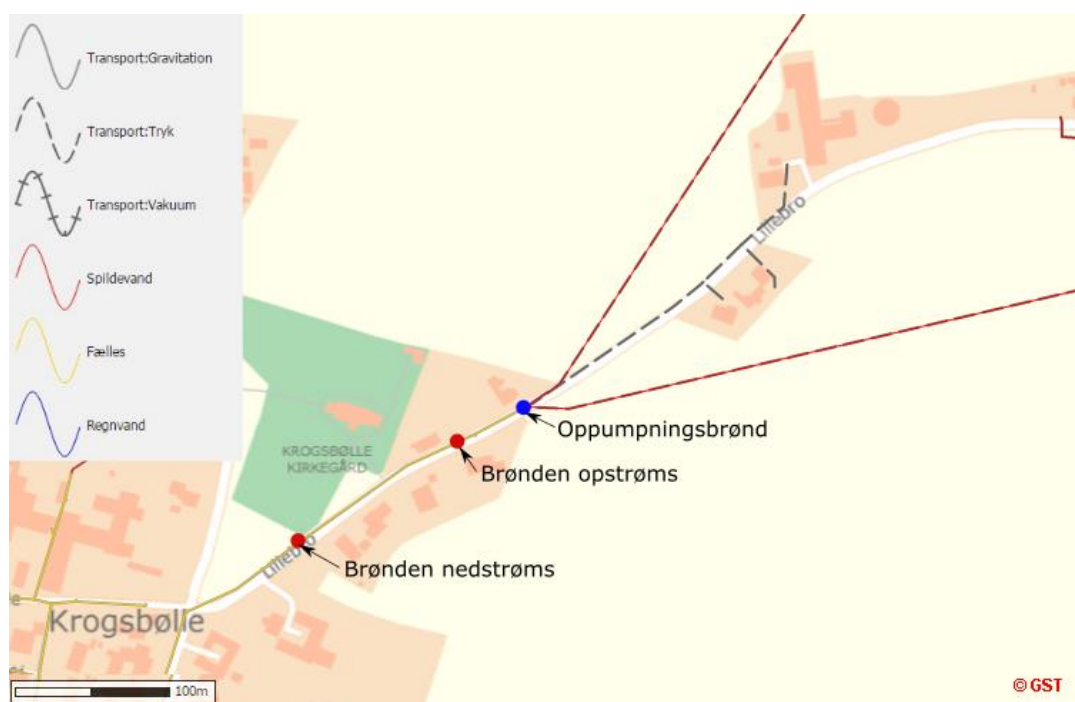 Transport:Gravitation
Transport:Tryk
Transport:Vakuum
Spildevand
Fælles
Regnvand
Lillebro
Oppumpningsbrønd
KROGSBØLLE
KIRKEGÅRD
Brønden opstrøms
Lillebro
Brønden nedstrøms
Krogsbølle
100m
© GST